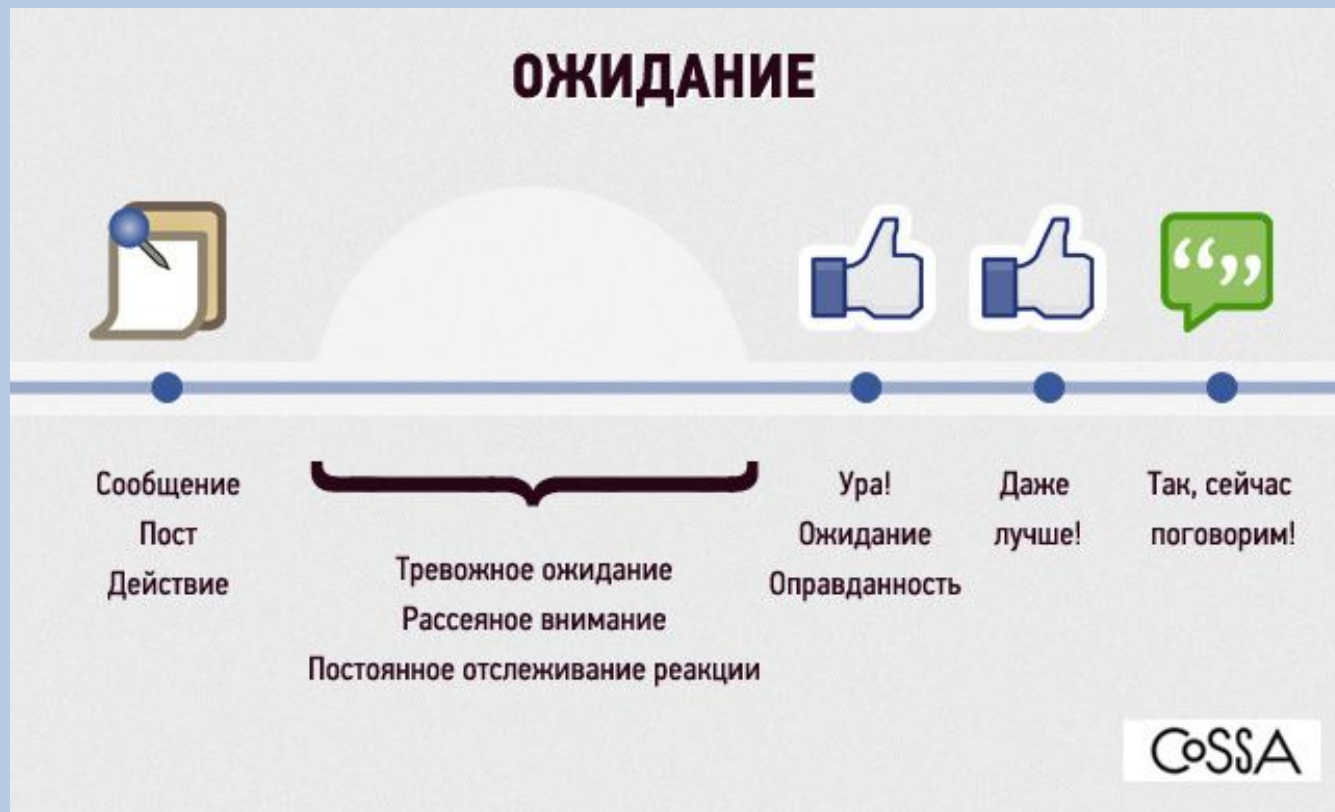 ОЖИДАНИЕ
Сообщение
Пост
Действие
Тревожное ожидание
Рассеяное внимание
Постоянное отслеживание реакции
Ура!
Ожидание
Оправданность
Даже
лучше!
Так, сейчас
поговорим!
CoSSA